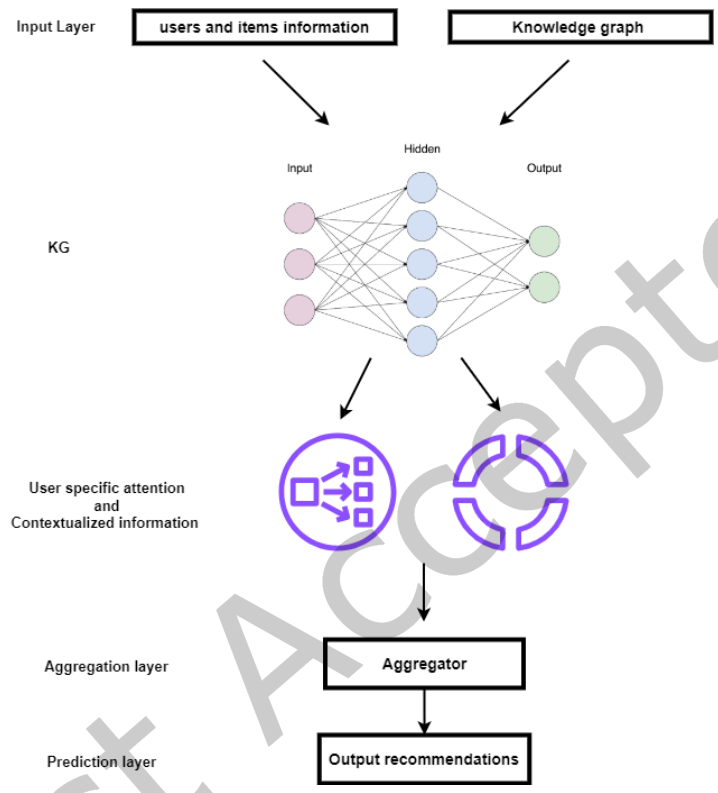 Input Layer
users and items information
Knowledge graph
Hidden
Input
Output
KG
User specific attention
and
Contextualized information
Aggregation layer
Aggregator
Prediction layer
Output recommendations